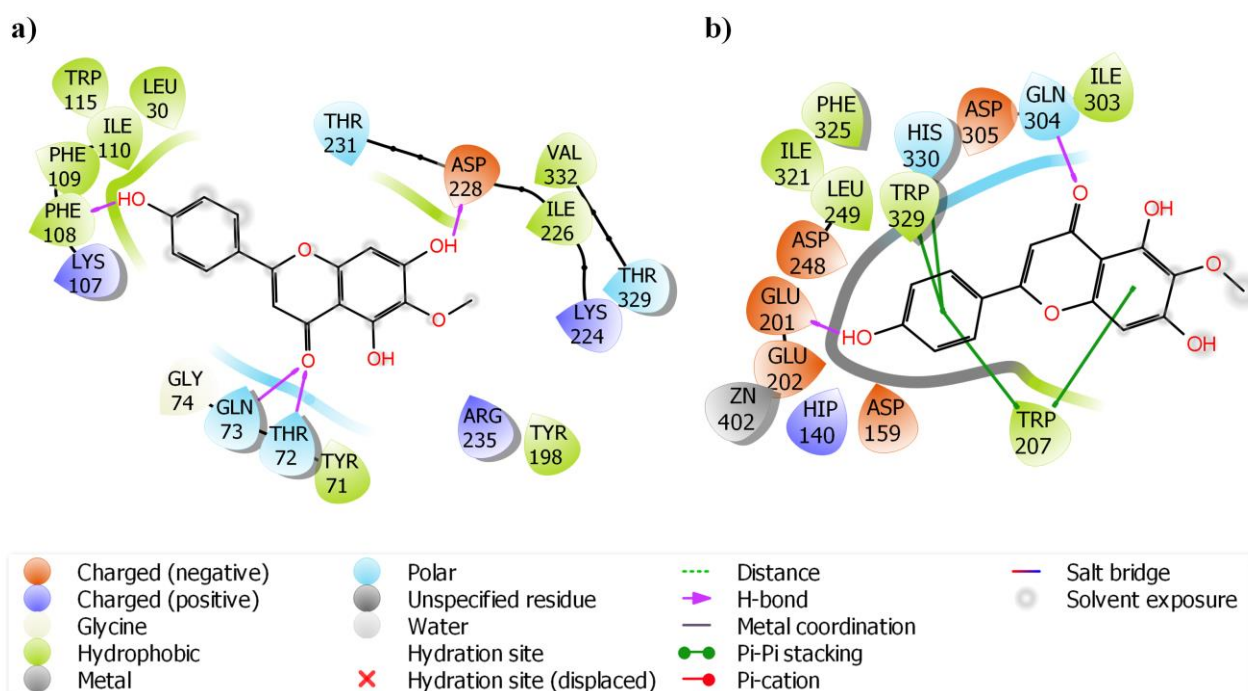 a)
TRP
115
LEU
30
ILE
110
PHE
109
PHE
108
LYS
107
HO
O
O
OH
O
OH
THR
231
ASP
228
VAL
332
ILE
226
THR
329
LYS
224
GLY
74
GLN
73
THR
72
TYR
71
ARG
235
TYR
198
b)
PHE
325
ILE
321
LEU
249
HIS
330
TRP
329
ASP
305
GLN
304
ILE
303
ASP
248
GLU
201
GLU
202
ZN
402
HIP
140
ASP
159
TRP
207
O
OH
O
O
OH
HO
Charged (negative)
Charged (positive)
Glycine
Hydrophobic
Metal
Polar
Unspecified residue
Water
Hydration site
Hydration site (displaced)
Distance
H-bond
Metal coordination
Pi-Pi stacking
Pi-cation
Salt bridge
Solvent exposure